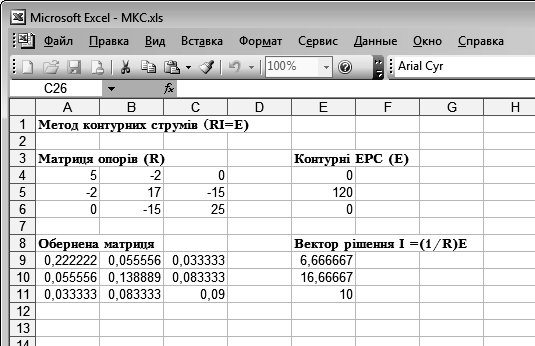 Microsoft Excel - MKC.xls
Файл Правка Вид Вставка Формат Сервис Данные Окно Справка
100% Arial Cyr
C26 fx
A B C D E F G H
1 Метод контурних струмів (RI=E)
2
3 Матриця опорів (R) Контурні ЕРС (E)
4 5 -2 0 0
5 -2 17 -15 120
6 0 -15 25 0
7
8 Обернена матриця Вектор рішення I =(1/R)E
9 0,222222 0,055556 0,033333 6,666667
10 0,055556 0,138889 0,083333 16,66667
11 0,033333 0,083333 0,09 10
12
13
14